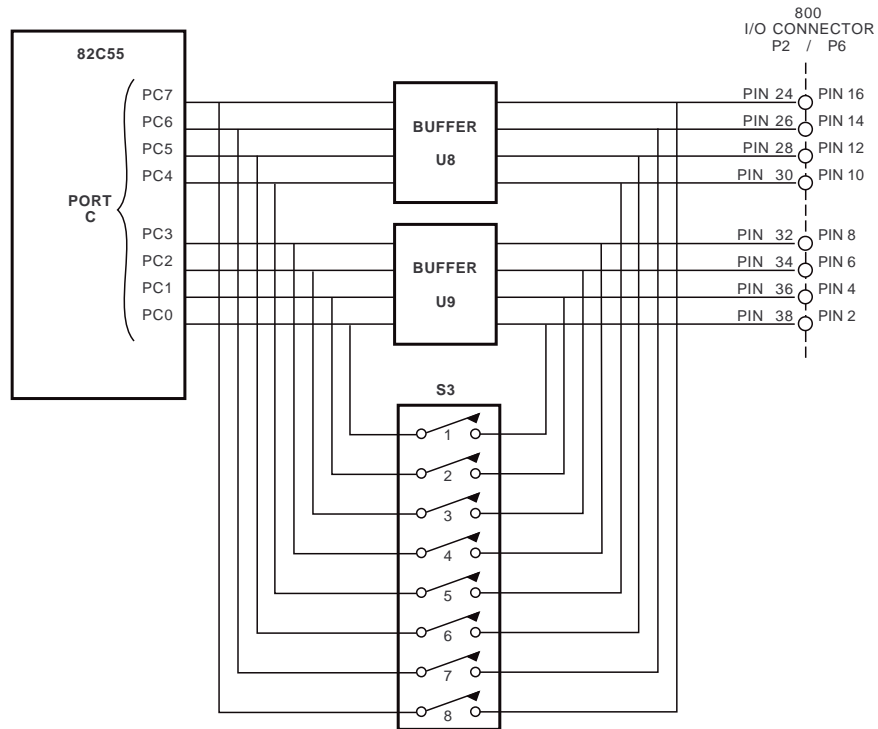 800
I/O CONNECTOR
P2 / P6
82C55
PC7
PC6
PC5
PC4
PORT
C
PC3
PC2
PC1
PC0
BUFFER
U8
BUFFER
U9
PIN 24 PIN 16
PIN 26 PIN 14
PIN 28 PIN 12
PIN 30 PIN 10
PIN 32 PIN 8
PIN 34 PIN 6
PIN 36 PIN 4
PIN 38 PIN 2
S3
1
2
3
4
5
6
7
8